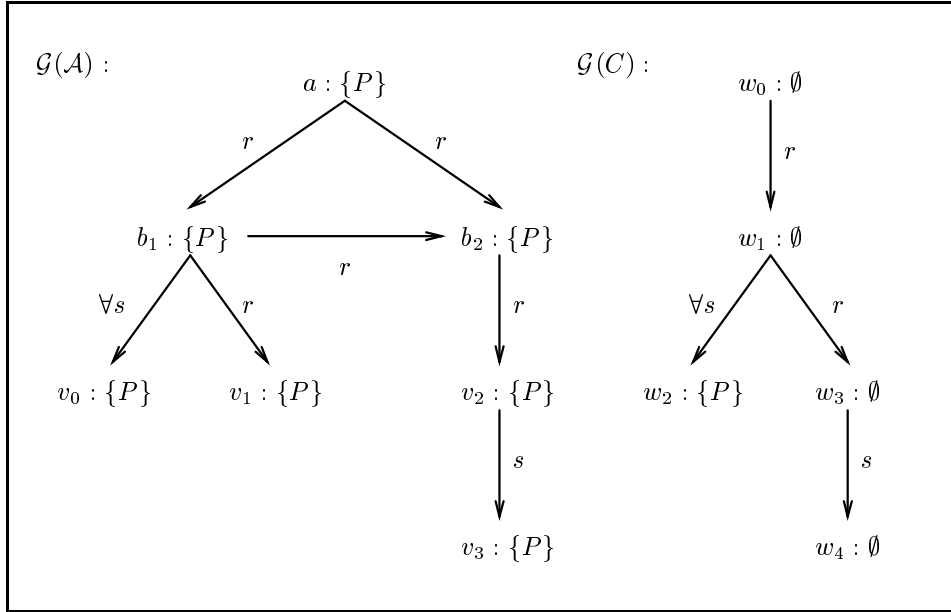 𝒢(𝒜) : 𝒢(C) :
a : {P} w₀ : ∅
r r r
b₁ : {P} b₂ : {P} w₁ : ∅
r
∀s r r ∀s r
v₀ : {P} v₁ : {P} v₂ : {P} w₂ : {P} w₃ : ∅
s s
v₃ : {P} w₄ : ∅